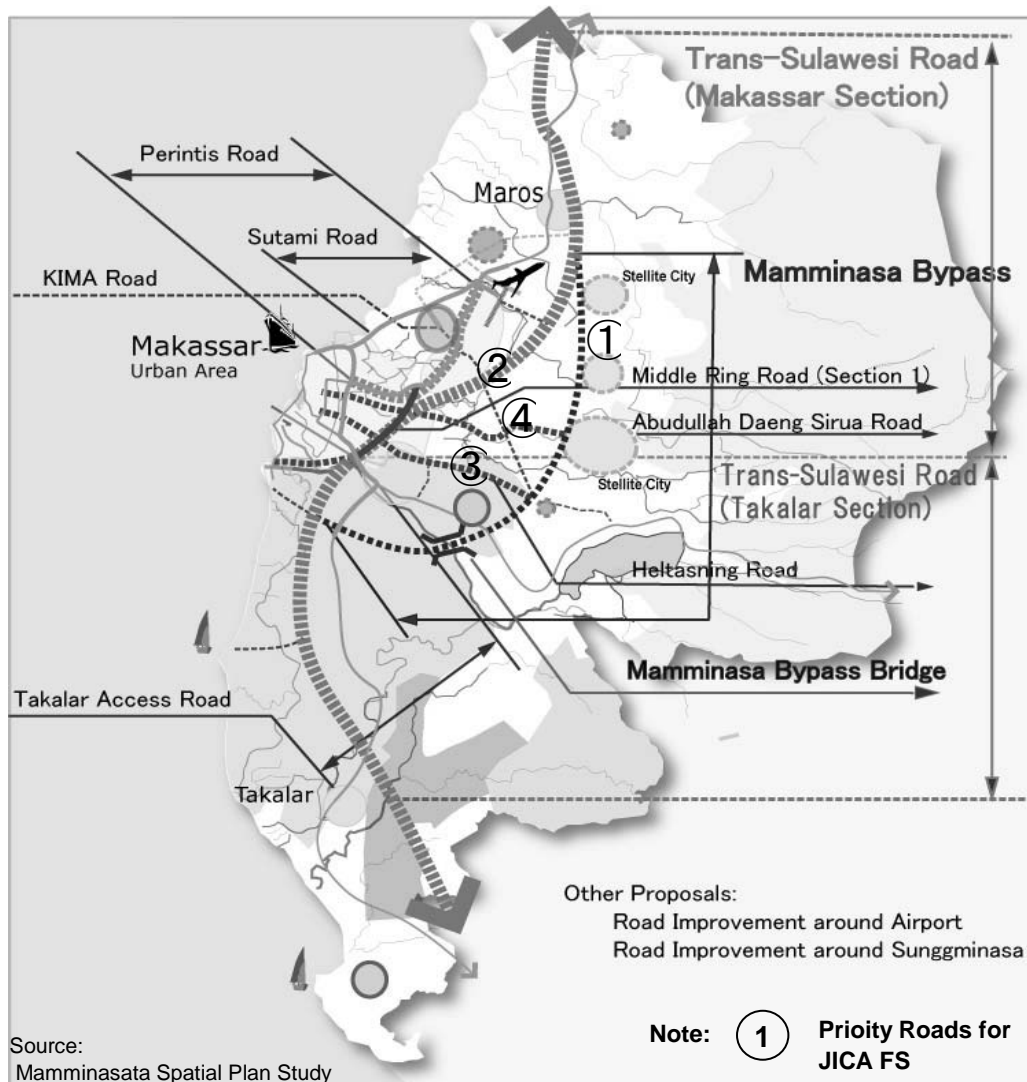 Trans-Sulawesi Road
(Makassar Section)
Perintis Road
Maros
Sutami Road
Stellite City
Mamminasa Bypass
KIMA Road
①
Makassar
Urban Area
②
Middle Ring Road (Section 1)
④
Abudullah Daeng Sirua Road
③
Stellite City
Trans-Sulawesi Road
(Takalar Section)
Heltasning Road
Mamminasa Bypass Bridge
Takalar Access Road
Takalar
Other Proposals:
Road Improvement around Airport
Road Improvement around Sunggminasa
Note: ① Prioity Roads for
JICA FS
Source:
Mamminasata Spatial Plan Study